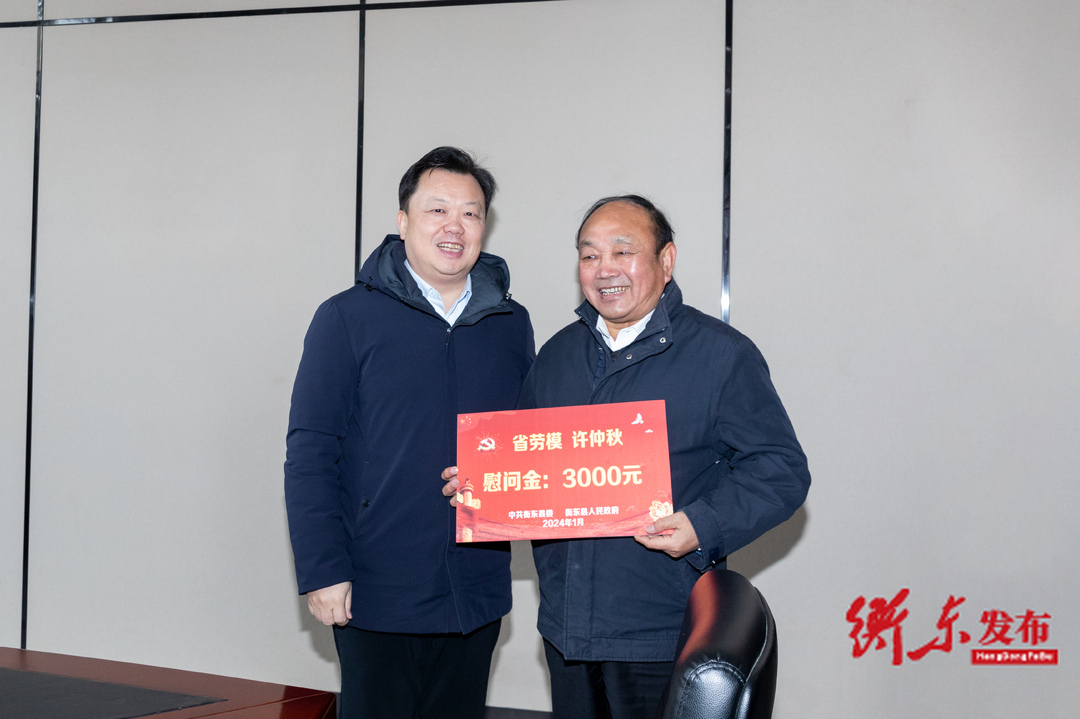 省劳模 许仲秋
慰问金：3000元
中共衡东县委 衡东县人民政府
2024年1月
衡东发布
HengDongFaBu